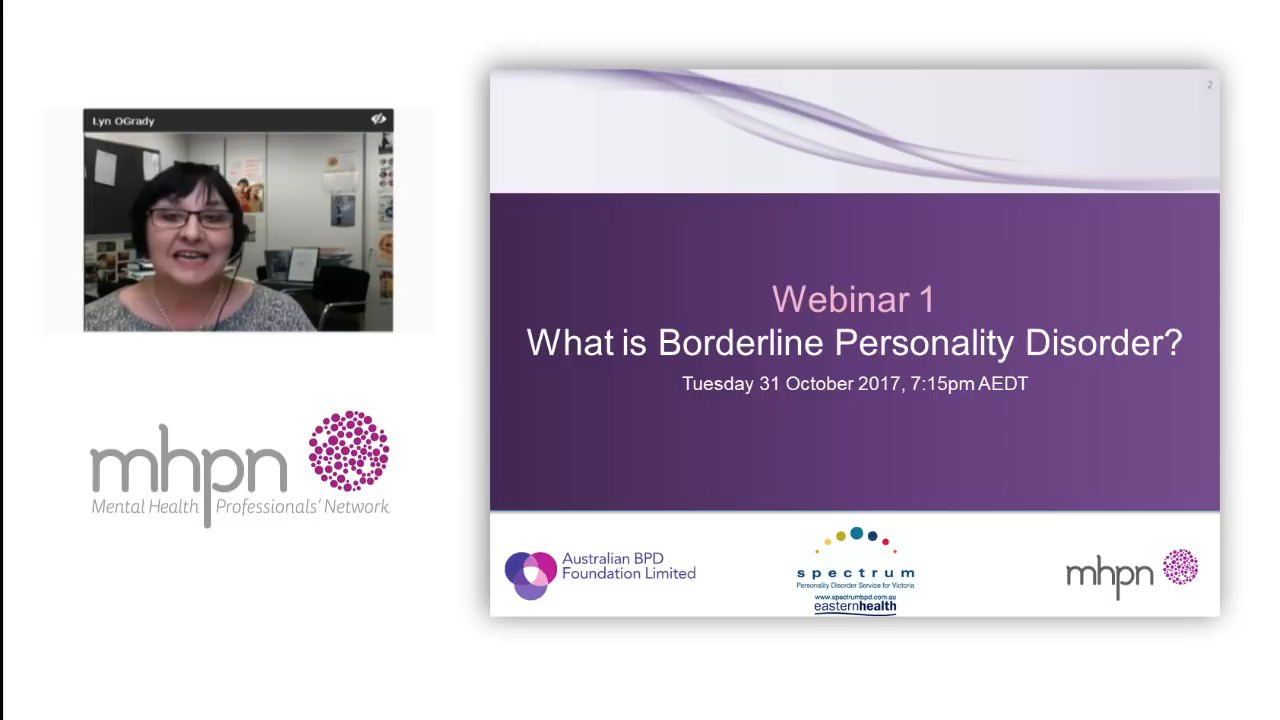 Lyn OGrady
mhpn
Mental Health Professionals' Network
2
Webinar 1
What is Borderline Personality Disorder?
Tuesday 31 October 2017, 7:15pm AEDT
Australian BPD
Foundation Limited
spectrum
Personality Disorder Service for Victoria
www.spectrumbpd.com.au
easternhealth
mhpn